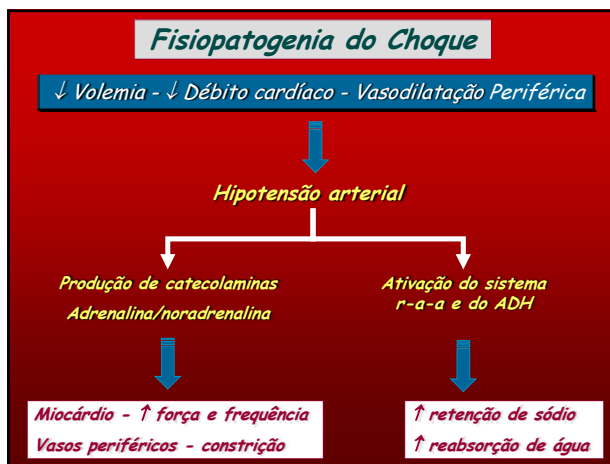 Fisiopatogenia do Choque
↓ Volemia - ↓ Débito cardíaco - Vasodilatação Periférica
Hipotensão arterial
Produção de catecolaminas
Adrenalina/noradrenalina
Ativação do sistema
r-a-a e do ADH
Miocárdio - ↑ força e frequência
Vasos periféricos - constrição
↑ retenção de sódio
↑ reabsorção de água